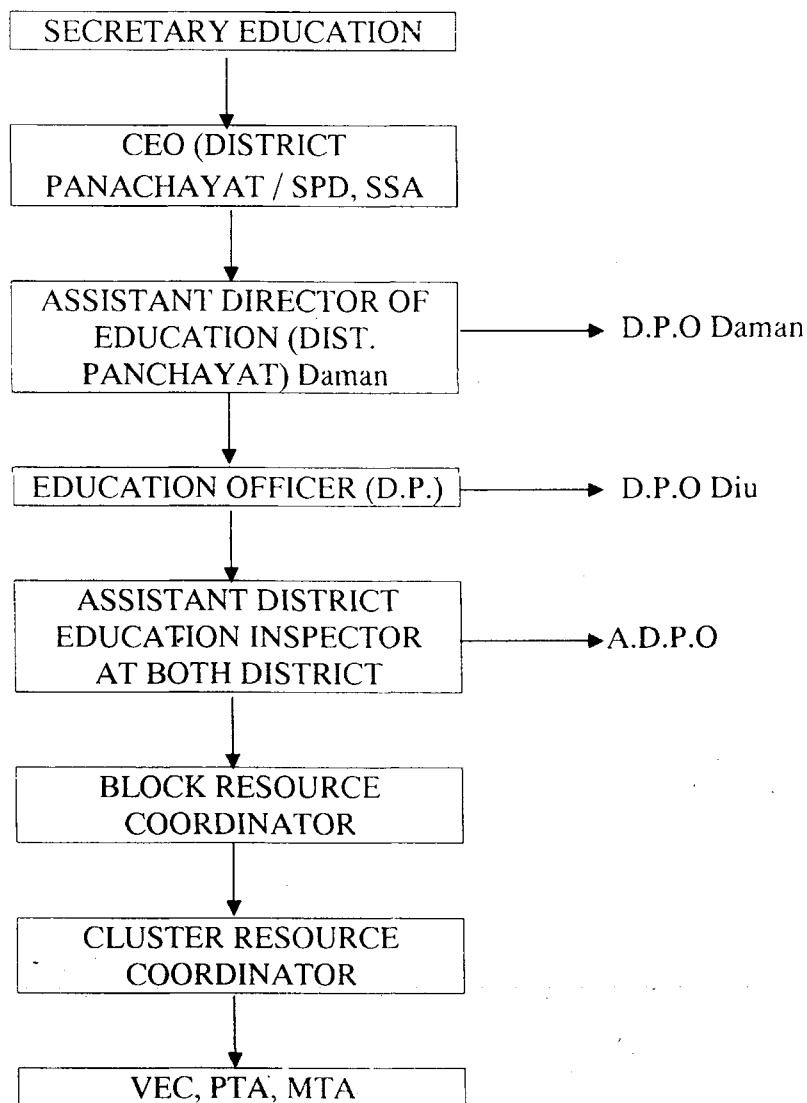 SECRETARY EDUCATION
CEO (DISTRICT
PANACHAYAT / SPD, SSA
ASSISTANT DIRECTOR OF
EDUCATION (DIST.
PANCHAYAT) Daman
D.P.O Daman
EDUCATION OFFICER (D.P.)
D.P.O Diu
ASSISTANT DISTRICT
EDUCATION INSPECTOR
AT BOTH DISTRICT
A.D.P.O
BLOCK RESOURCE
COORDINATOR
CLUSTER RESOURCE
COORDINATOR
VEC, PTA, MTA